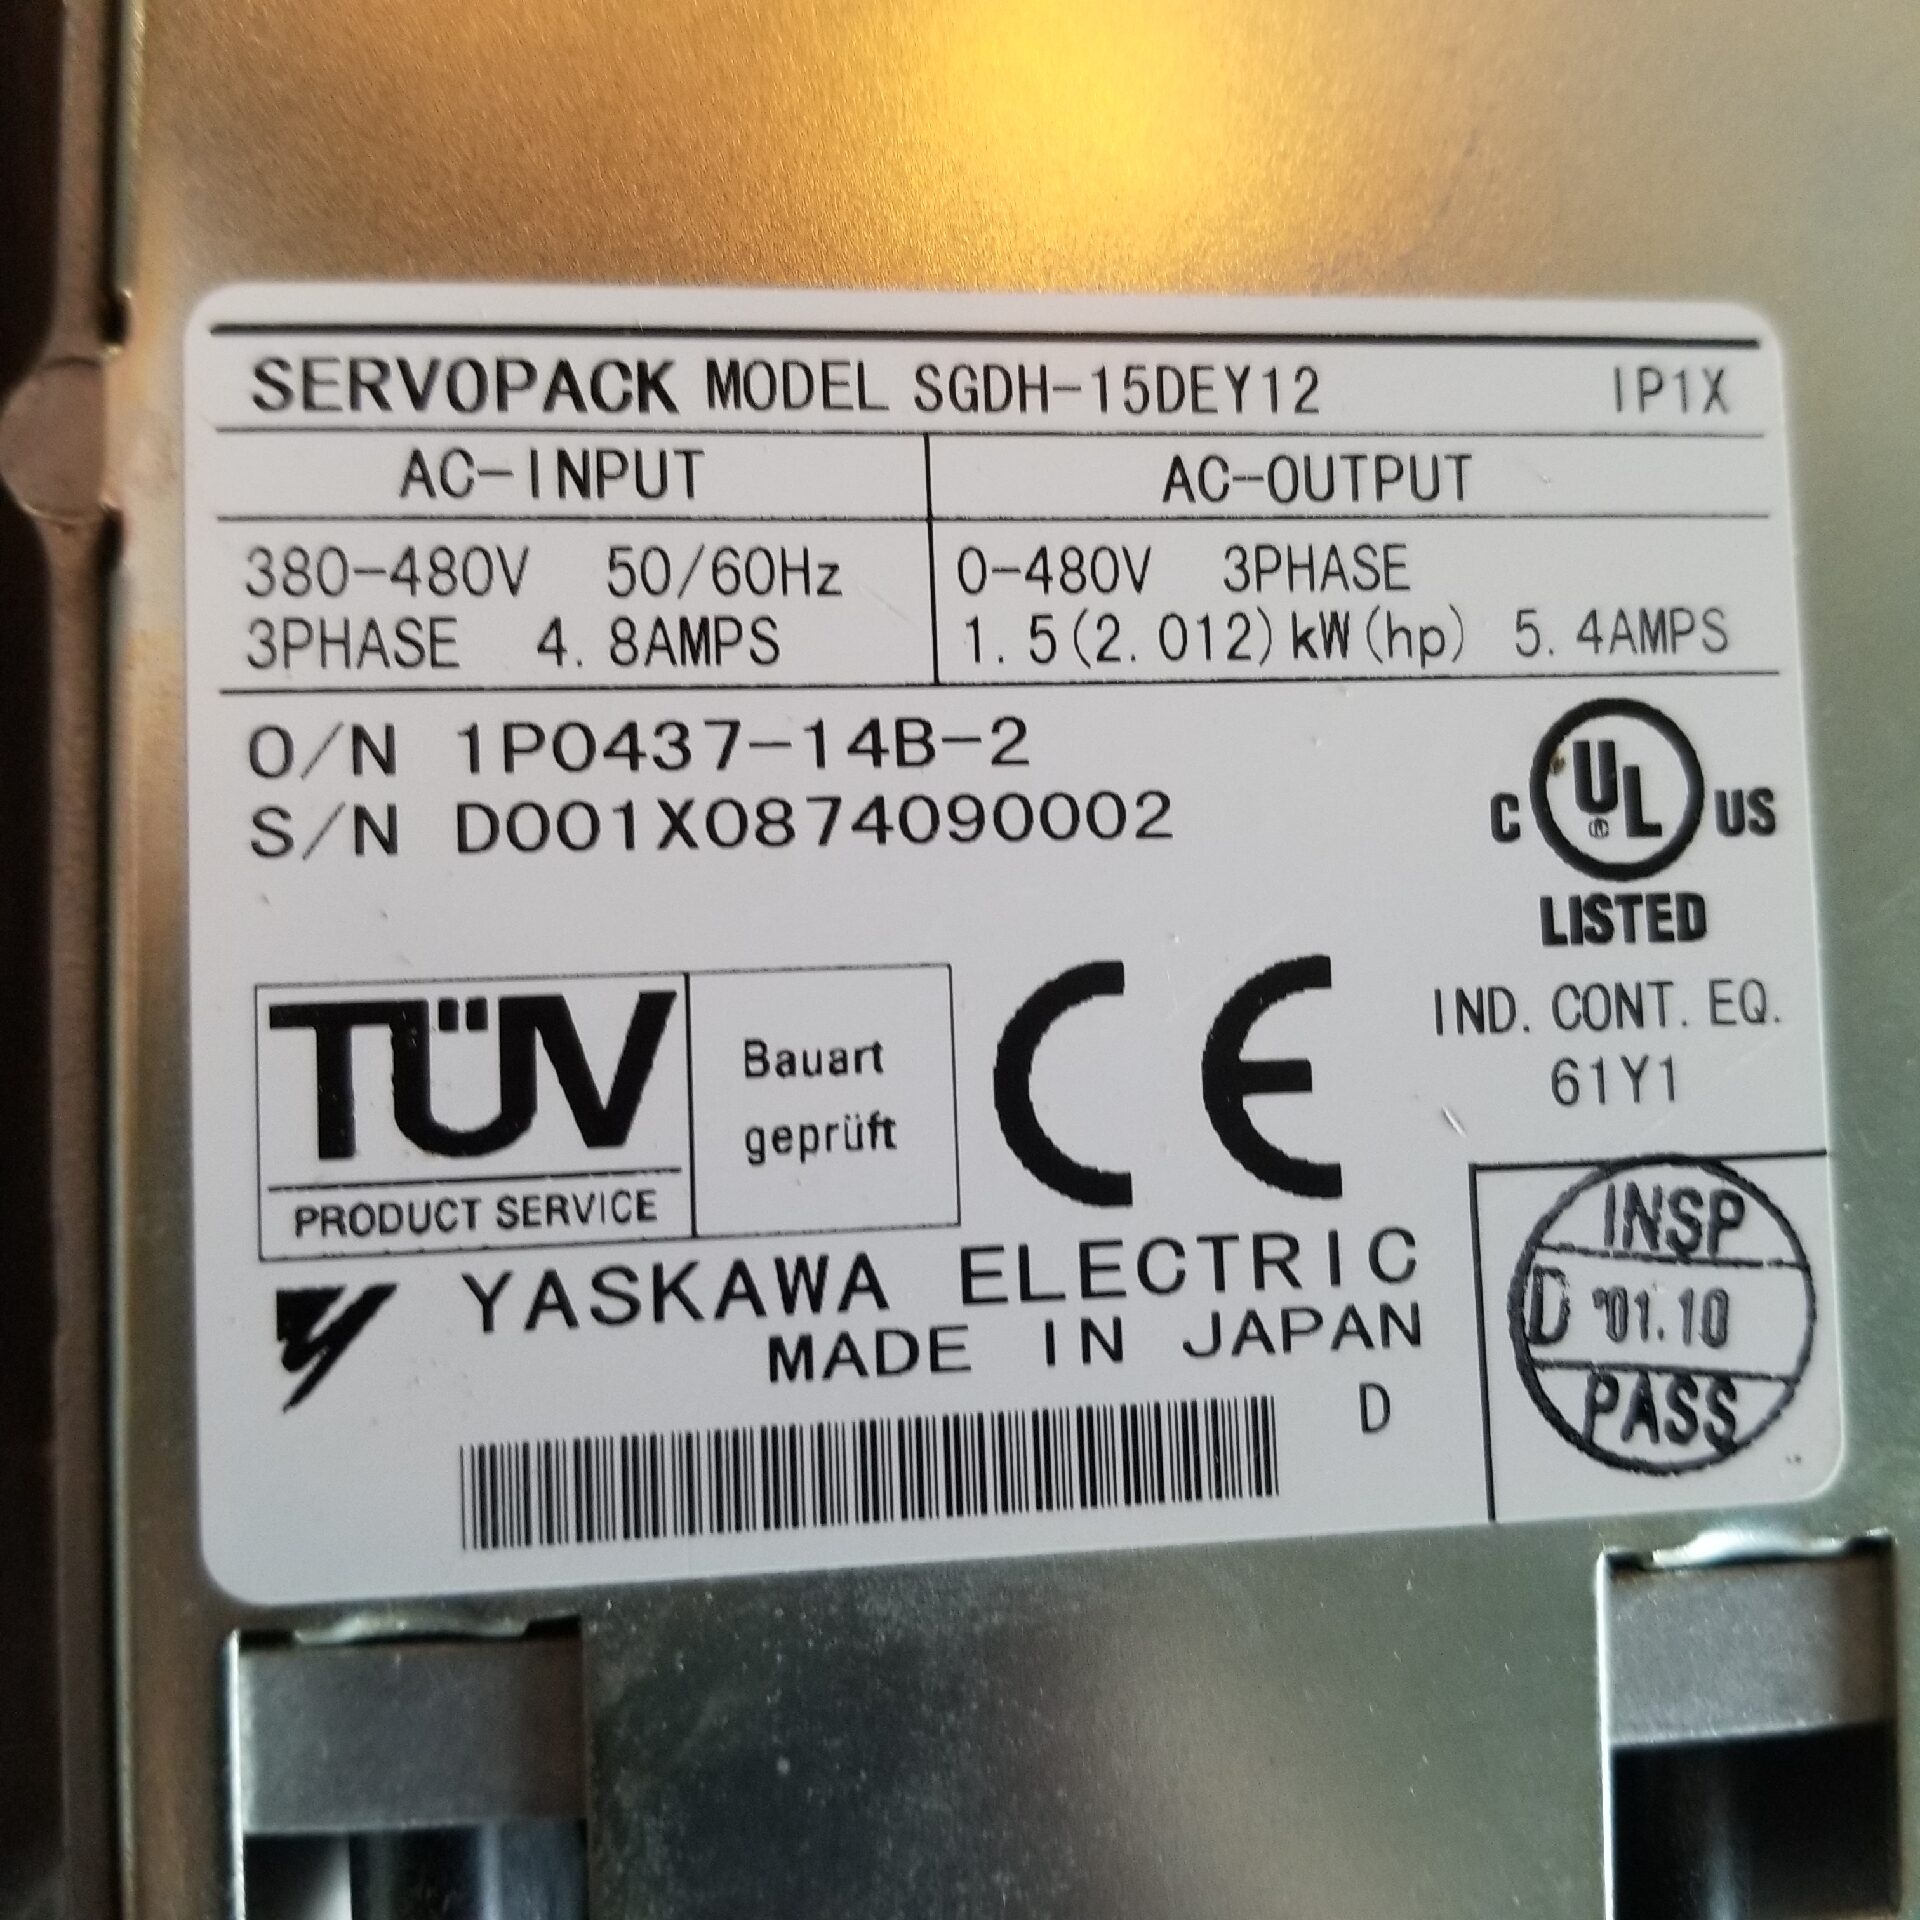 SERVOPACK MODEL SGDH-15DEY12 IP1X
AC-INPUT AC-OUTPUT
380-480V 50/60Hz 0-480V 3PHASE
3PHASE 4.8AMPS 1.5(2.012)kW(hp) 5.4AMPS
O/N 1P0437-14B-2
S/N D001X0874090002
C UL ® US
LISTED
IND. CONT. EQ.
61Y1
TÜV
PRODUCT SERVICE
Bauart
geprüft
CE
YASKAWA ELECTRIC
MADE IN JAPAN
D
INSP
D '01.10
PASS